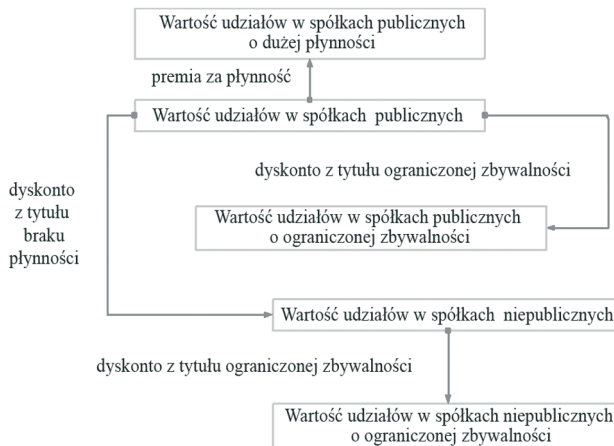 Wartość udziałów w spółkach publicznych
o dużej płynności
premia za płynność
Wartość udziałów w spółkach publicznych
dyskonto z tytułu ograniczonej zbywalności
dyskonto
z tytułu
braku
płynności
Wartość udziałów w spółkach publicznych
o ograniczonej zbywalności
Wartość udziałów w spółkach niepublicznych
dyskonto z tytułu ograniczonej zbywalności
Wartość udziałów w spółkach niepublicznych
o ograniczonej zbywalności